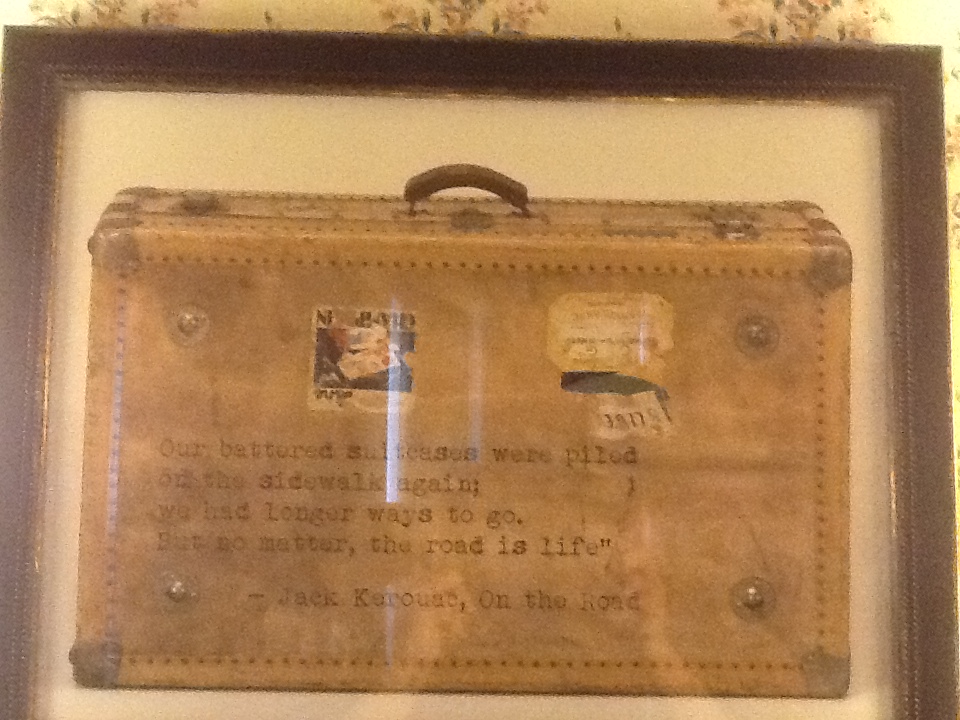 Our battered suitcases were piled
on the sidewalk again;
we had longer ways to go.
But no matter, the road is life"
- Jack Kerouac, On the Road